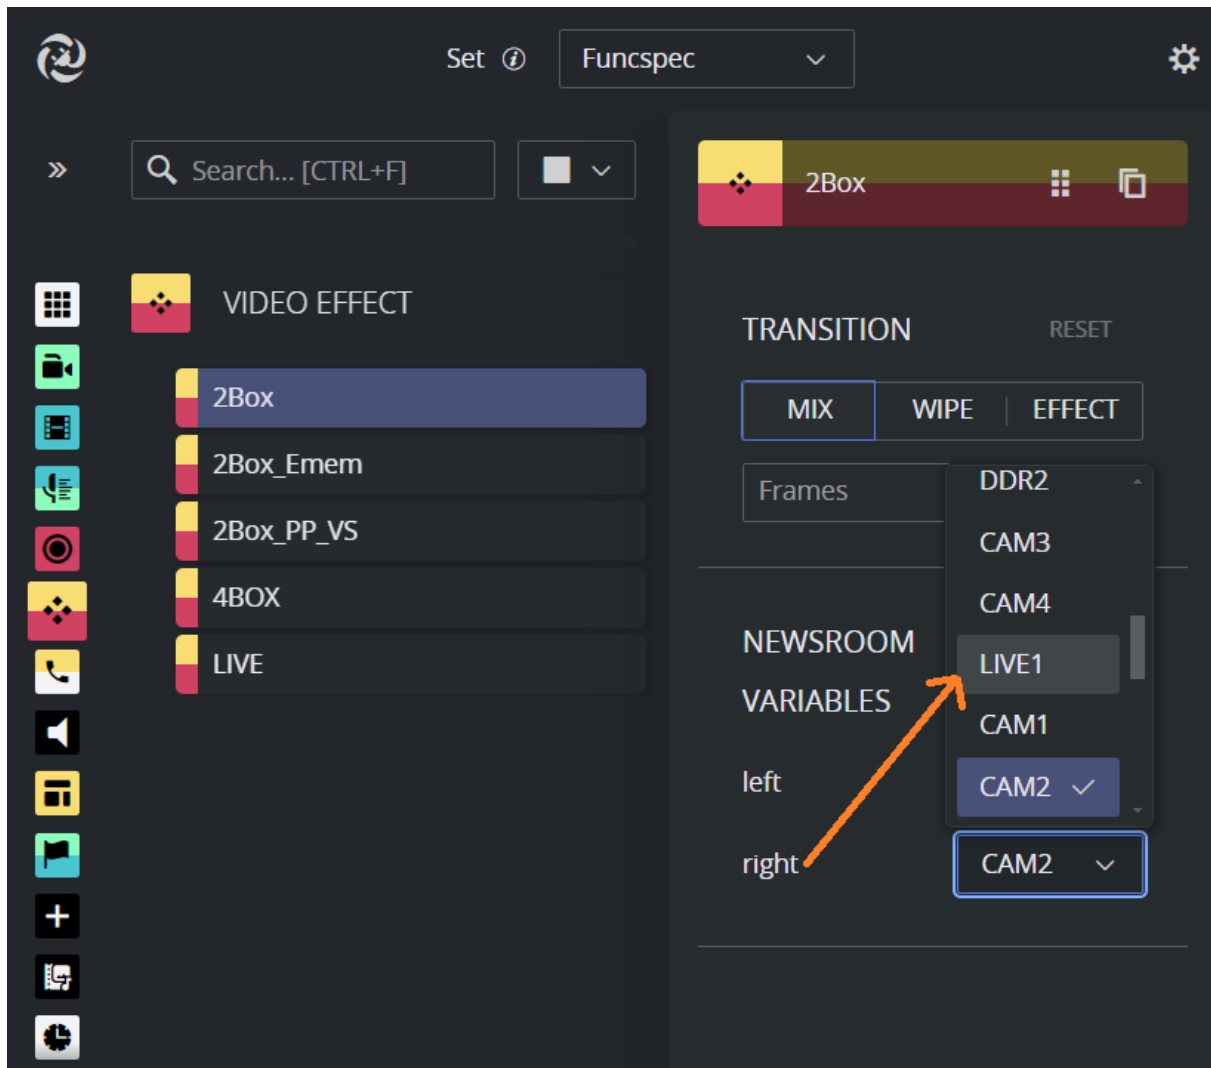 Set
Funcspec
Search... [CTRL+F]
2Box
VIDEO EFFECT
2Box
2Box_Emem
2Box_PP_VS
4BOX
LIVE
TRANSITION
RESET
MIX
WIPE
EFFECT
Frames
DDR2
CAM3
CAM4
LIVE1
CAM1
CAM2
NEWSROOM
VARIABLES
left
right
CAM2